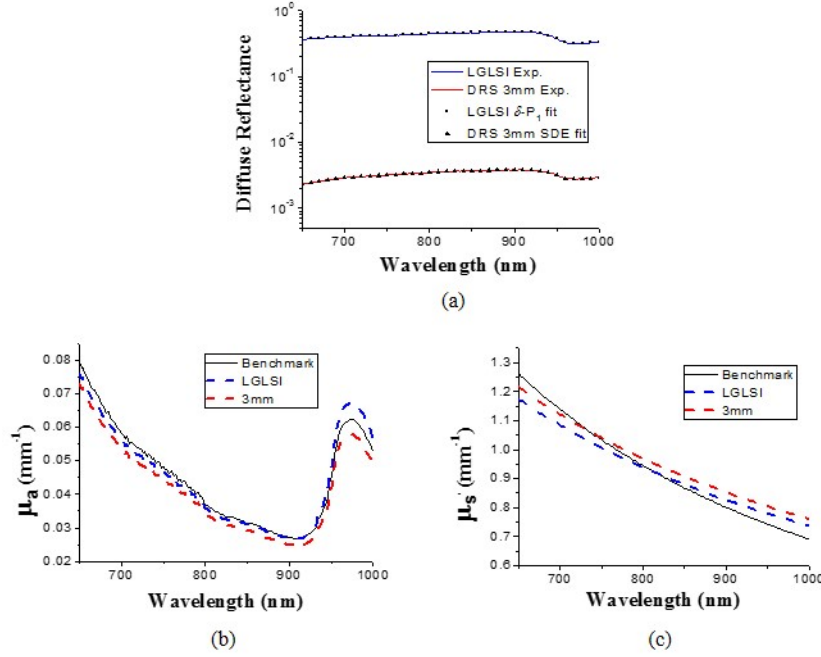 10⁰
10⁻¹
10⁻²
10⁻³
Diffuse Reflectance
LGLSI Exp.
DRS 3mm Exp.
LGLSI δ-P₁ fit
DRS 3mm SDE fit
700 800 900 1000
Wavelength (nm)
(a)
0.08
0.07
0.06
0.05
0.04
0.03
0.02
μa (mm⁻¹)
Benchmark
LGLSI
3mm
700 800 900 1000
Wavelength (nm)
(b)
1.3
1.2
1.1
1.0
0.9
0.8
0.7
0.6
μs' (mm⁻¹)
Benchmark
LGLSI
3mm
700 800 900 1000
Wavelength (nm)
(c)